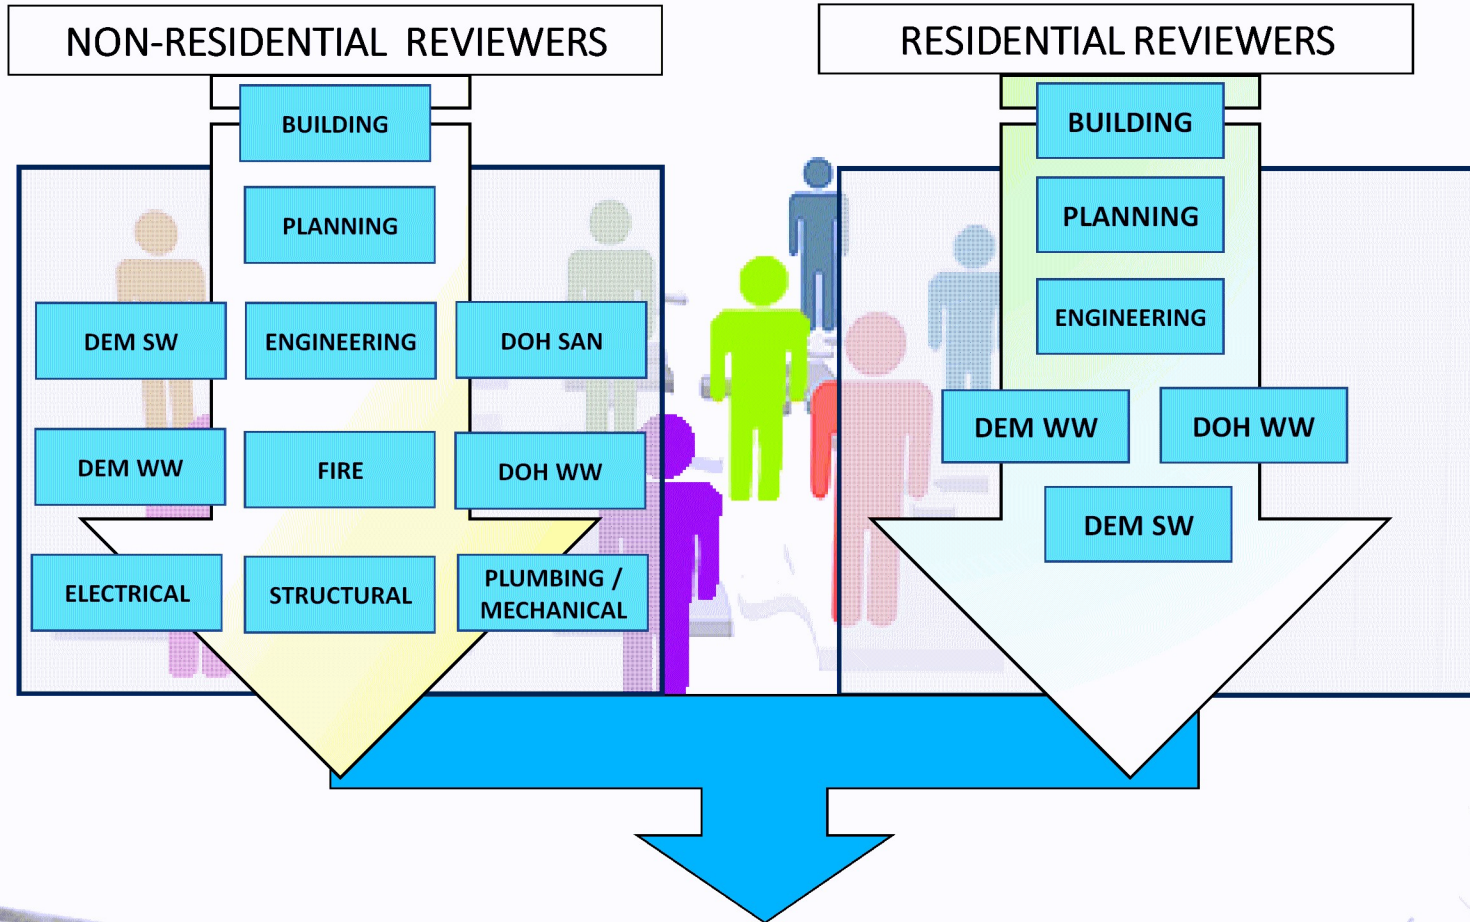 NON-RESIDENTIAL REVIEWERS
BUILDING
PLANNING
DEM SW
ENGINEERING
DOH SAN
DEM WW
FIRE
DOH WW
ELECTRICAL
STRUCTURAL
PLUMBING /
MECHANICAL
RESIDENTIAL REVIEWERS
BUILDING
PLANNING
ENGINEERING
DEM WW
DOH WW
DEM SW